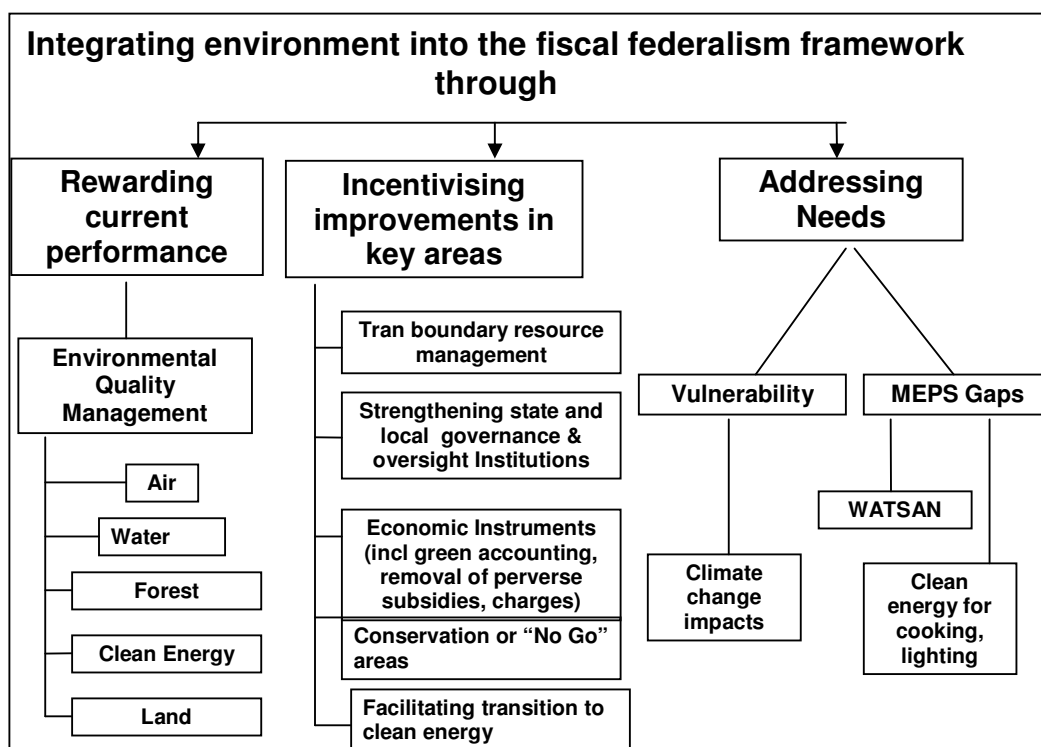 Integrating environment into the fiscal federalism framework
through
Rewarding
current
performance
Environmental
Quality
Management
Air
Water
Forest
Clean Energy
Land
Incentivising
improvements in
key areas
Tran boundary resource
management
Strengthening state and
local governance &
oversight Institutions
Economic Instruments
(incl green accounting,
removal of perverse
subsidies, charges)
Conservation or “No Go”
areas
Facilitating transition to
clean energy
Addressing
Needs
Vulnerability
Climate
change
impacts
MEPS Gaps
WATSAN
Clean
energy for
cooking,
lighting